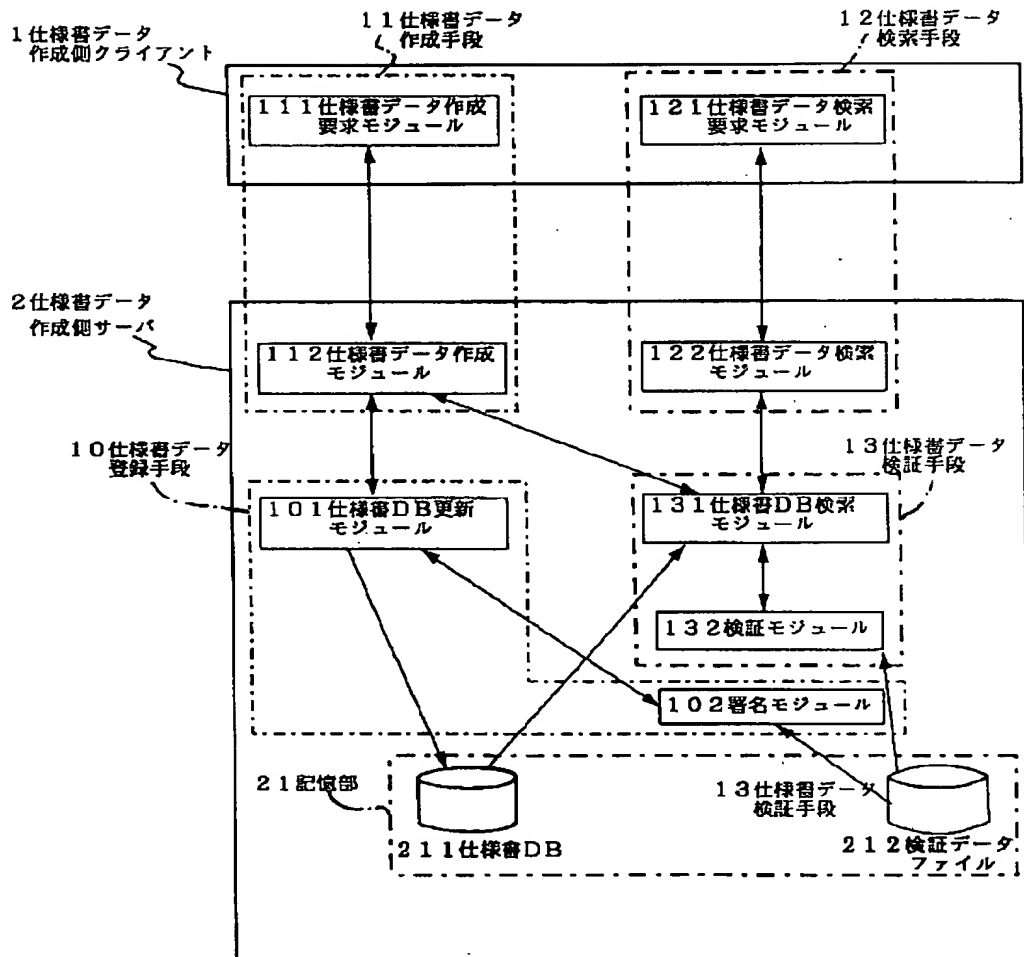 1仕様書データ
作成側クライアント
11仕様書データ
作成手段
12仕様書データ
検索手段
111仕様書データ作成
要求モジュール
121仕様書データ検索
要求モジュール
2仕様書データ
作成側サーバ
112仕様書データ作成
モジュール
122仕様書データ検索
モジュール
10仕様書データ
登録手段
13仕様書データ
検証手段
101仕様書DB更新
モジュール
131仕様書DB検索
モジュール
132検証モジュール
102署名モジュール
21記憶部
13仕様書データ
検証手段
211仕様書DB
212検証データ
ファイル